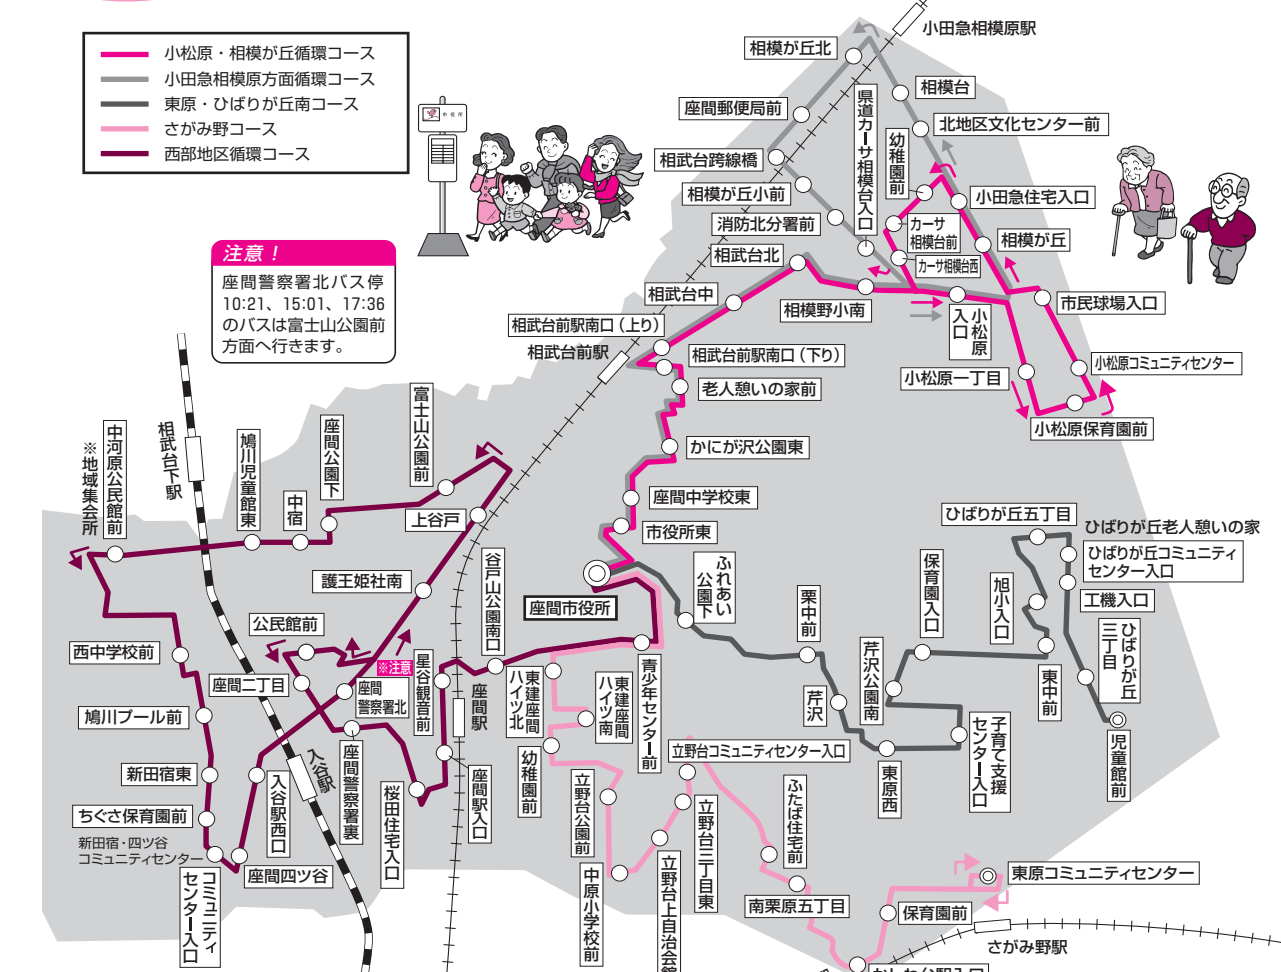 小松原・相模が丘循環コース
小田急相模原方面循環コース
東原・ひばりが丘南コース
さがみ野コース
西部地区循環コース
市役所
注意！
座間警察署北バス停
10:21、15:01、17:36
のバスは富士山公園前
方面へ行きます。
小田急相模原駅
相模が丘北
相模台
座間郵便局前
県道カーサ相模台入口
北地区文化センター前
幼稚園前
相武台跨線橋
相模が丘小前
小田急住宅入口
消防北分署前
カーサ
相模台前
相模が丘
相武台北
カーサ相模台西
相武台中
相模野小南
小松原
入口
市民球場入口
相武台前駅南口（上り）
相武台前駅
相武台前駅南口（下り）
小松原コミュニティセンター
小松原一丁目
老人憩いの家前
小松原保育園前
かにが沢公園東
座間中学校東
市役所東
座間市役所
ふれあい
公園下
栗中前
芹沢
芹沢公園南
保育園入口
東原西
子育て支援
センター入口
旭小入口
東中前
ひばりが丘五丁目
ひばりが丘老人憩いの家
ひばりが丘コミュニティ
センター入口
工機入口
ひばりが丘
三丁目
児童館前
相武台下駅
中河原公民館前
※地域集会所
鳩川児童館東
中宿
座間公園下
富士山公園前
上谷戸
護王姫社南
谷戸山公園南口
公民館前
※注意
座間
警察署北
座間二丁目
星谷観音前
座間駅
座間駅入口
西中学校前
鳩川プール前
新田宿東
ちぐさ保育園前
新田宿・四ツ谷
コミュニティセンター
コミュニティ
センター入口
座間四ツ谷
入谷駅西口
入谷駅
座間警察署裏
桜田住宅入口
東建座間
ハイツ北
東建座間
ハイツ南
青少年センター前
幼稚園前
立野台公園前
中原小学校前
立野台コミュニティセンター入口
立野台三丁目東
立野台上自治会館
ふたば住宅前
南栗原五丁目
保育園前
東原コミュニティセンター
さがみ野駅